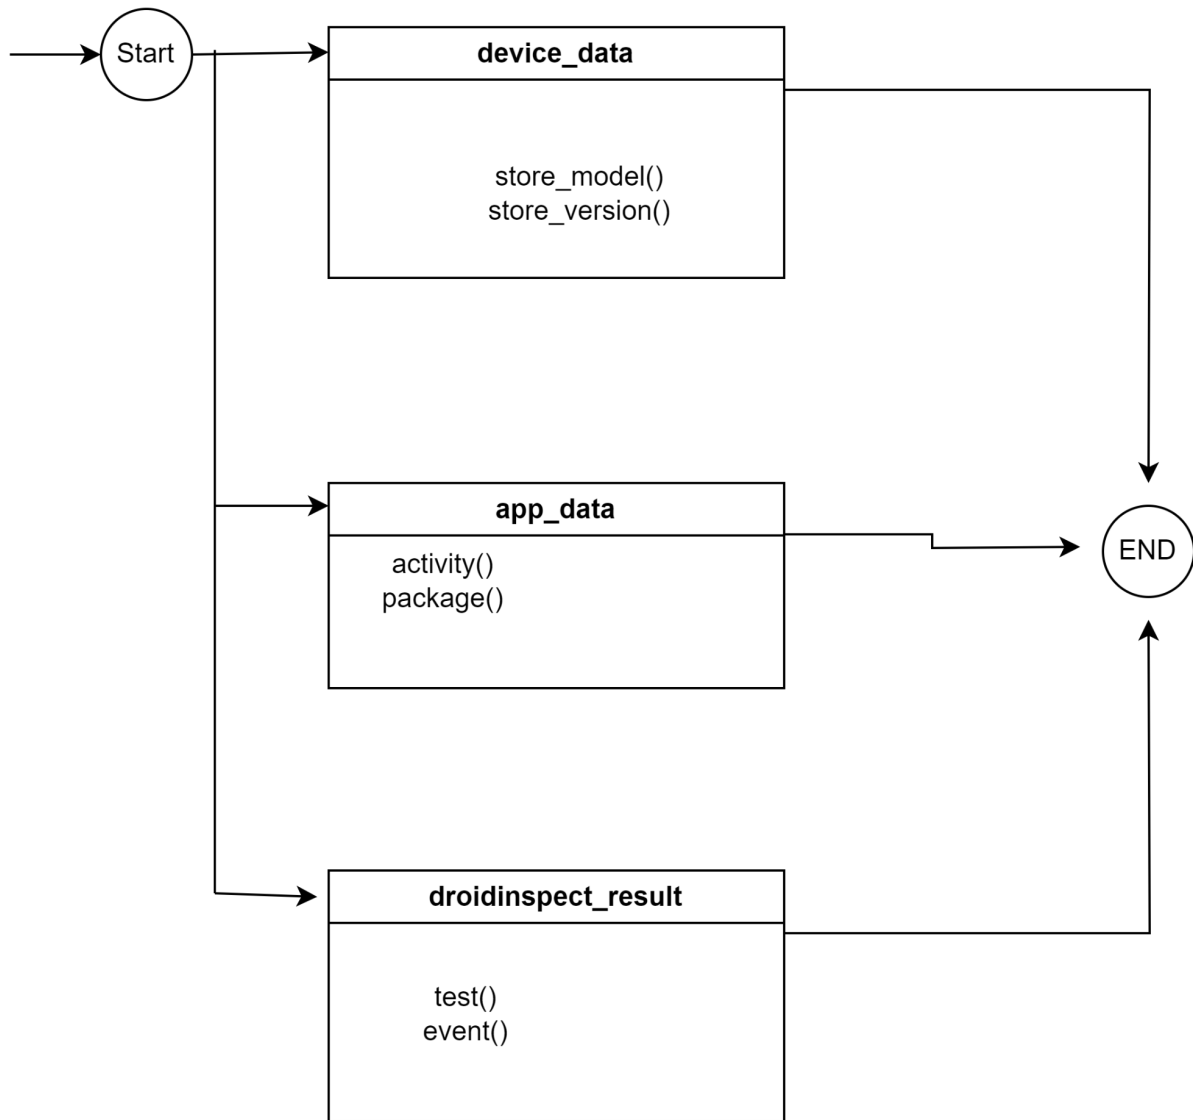 Start
device_data
store_model()
store_version()
app_data
activity()
package()
END
droidinspect_result
test()
event()